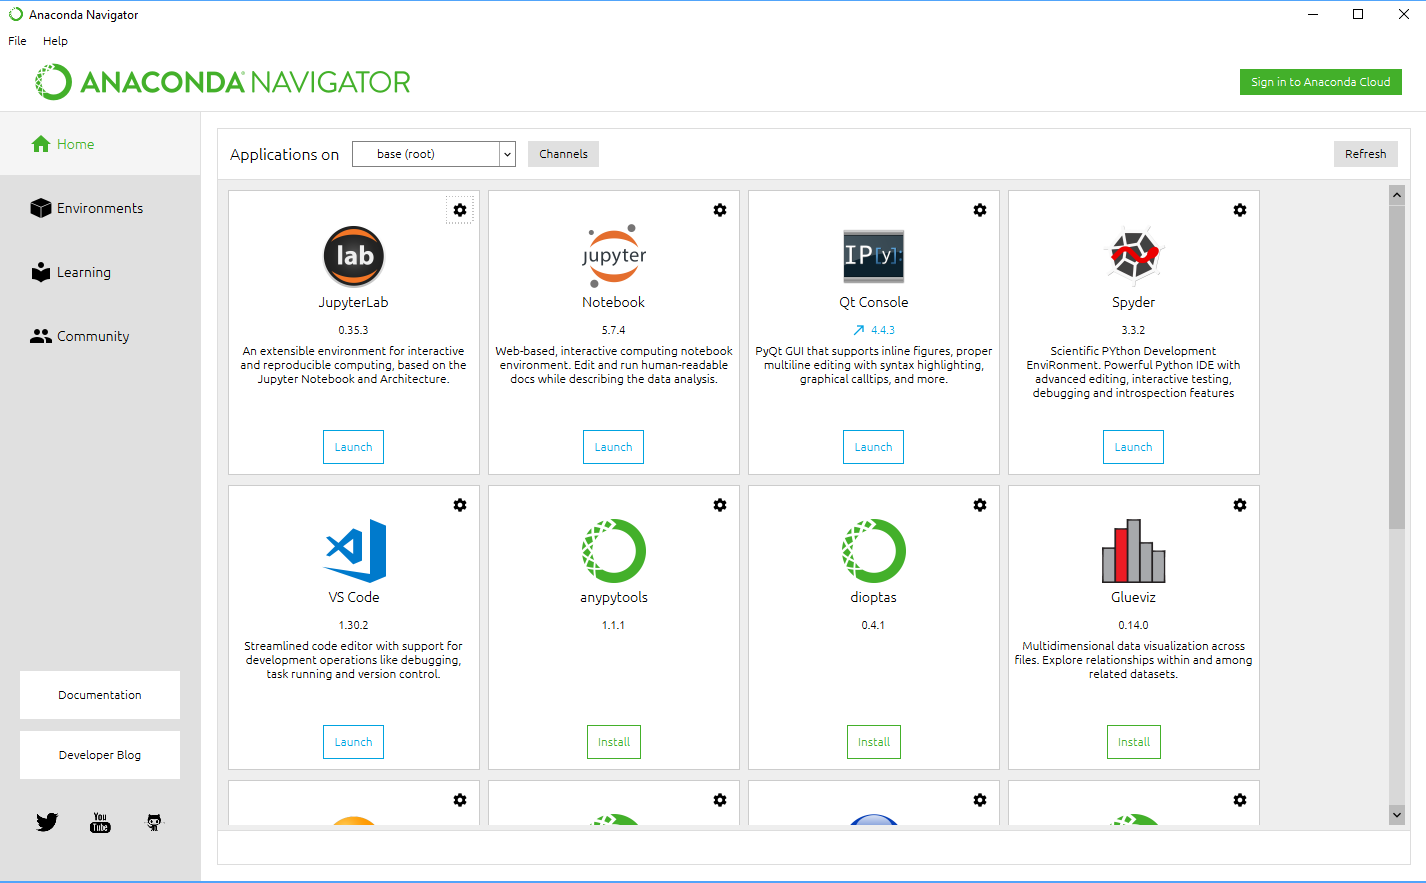 Anaconda Navigator
File Help
ANACONDA NAVIGATOR
Sign in to Anaconda Cloud
Home
Environments
Learning
Community
Documentation
Developer Blog
You
Tube
Applications on base (root) Channels Refresh
lab
JupyterLab
0.35.3
An extensible environment for interactive
and reproducible computing, based on the
Jupyter Notebook and Architecture.
Launch
jupyter
Notebook
5.7.4
Web-based, interactive computing notebook
environment. Edit and run human-readable
docs while describing the data analysis.
Launch
IP[y]:
Qt Console
4.4.3
PyQt GUI that supports inline figures, proper
multiline editing with syntax highlighting,
graphical calltips, and more.
Launch
Spyder
3.3.2
Scientific PYthon Development
EnviRonment. Powerful Python IDE with
advanced editing, interactive testing,
debugging and introspection features
Launch
VS Code
1.30.2
Streamlined code editor with support for
development operations like debugging,
task running and version control.
Launch
anypytools
1.1.1
Install
dioptas
0.4.1
Install
Glueviz
0.14.0
Multidimensional data visualization across
files. Explore relationships within and among
related datasets.
Install